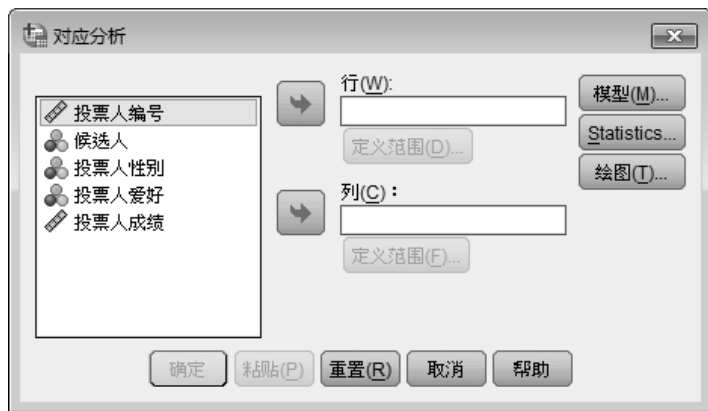 对应分析
投票人编号
候选人
投票人性别
投票人爱好
投票人成绩
行(W):
定义范围(D)...
列(C)：
定义范围(F)...
模型(M)...
Statistics...
绘图(T)...
确定
粘贴(P)
重置(R)
取消
帮助